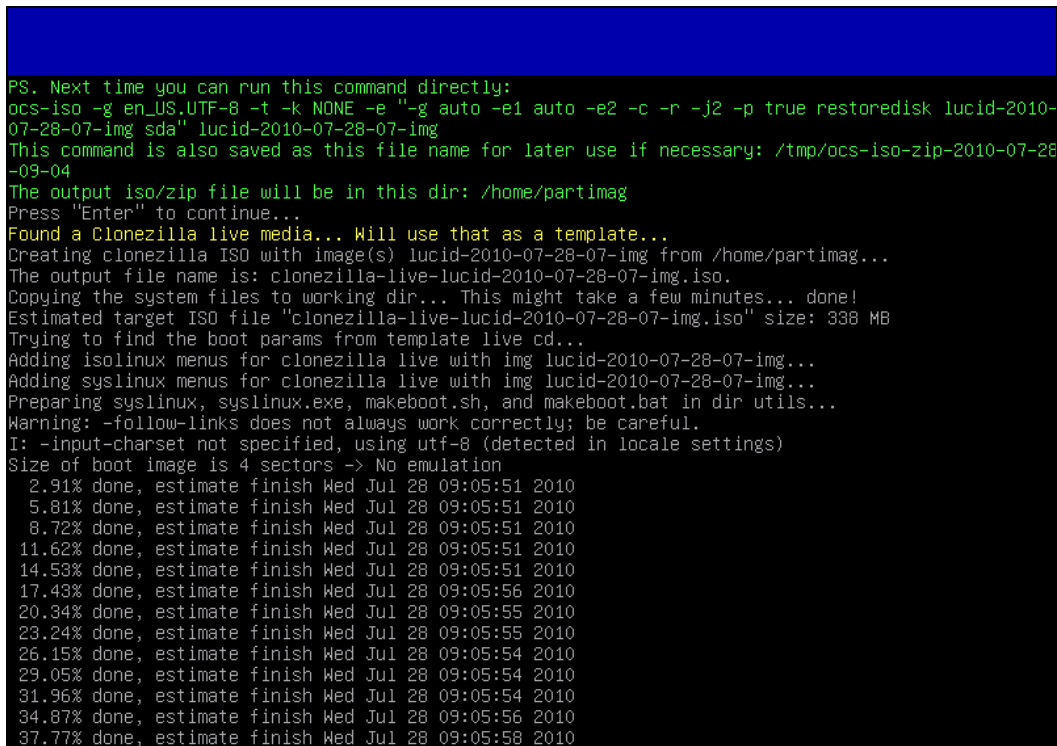 PS. Next time you can run this command directly:
ocs-iso -g en_US.UTF-8 -t -k NONE -e "-g auto -e1 auto -e2 -c -r -j2 -p true restoredisk lucid-2010-
07-28-07-img sda" lucid-2010-07-28-07-img
This command is also saved as this file name for later use if necessary: /tmp/ocs-iso-zip-2010-07-28
-09-04
The output iso/zip file will be in this dir: /home/partimag
Press "Enter" to continue...
Found a Clonezilla live media... Will use that as a template...
Creating clonezilla ISO with image(s) lucid-2010-07-28-07-img from /home/partimag...
The output file name is: clonezilla-live-lucid-2010-07-28-07-img.iso.
Copying the system files to working dir... This might take a few minutes... done!
Estimated target ISO file "clonezilla-live-lucid-2010-07-28-07-img.iso" size: 338 MB
Trying to find the boot params from template live cd...
Adding isolinux menus for clonezilla live with img lucid-2010-07-28-07-img...
Adding syslinux menus for clonezilla live with img lucid-2010-07-28-07-img...
Preparing syslinux, syslinux.exe, makeboot.sh, and makeboot.bat in dir utils...
Warning: -follow-links does not always work correctly; be careful.
I: -input-charset not specified, using utf-8 (detected in locale settings)
Size of boot image is 4 sectors -> No emulation
  2.91% done, estimate finish Wed Jul 28 09:05:51 2010
  5.81% done, estimate finish Wed Jul 28 09:05:51 2010
  8.72% done, estimate finish Wed Jul 28 09:05:51 2010
 11.62% done, estimate finish Wed Jul 28 09:05:51 2010
 14.53% done, estimate finish Wed Jul 28 09:05:51 2010
 17.43% done, estimate finish Wed Jul 28 09:05:56 2010
 20.34% done, estimate finish Wed Jul 28 09:05:55 2010
 23.24% done, estimate finish Wed Jul 28 09:05:55 2010
 26.15% done, estimate finish Wed Jul 28 09:05:54 2010
 29.05% done, estimate finish Wed Jul 28 09:05:54 2010
 31.96% done, estimate finish Wed Jul 28 09:05:54 2010
 34.87% done, estimate finish Wed Jul 28 09:05:56 2010
 37.77% done, estimate finish Wed Jul 28 09:05:58 2010